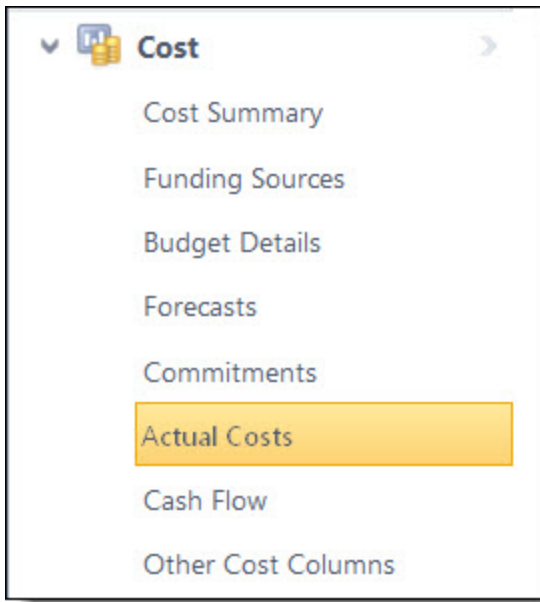 Cost
Cost Summary
Funding Sources
Budget Details
Forecasts
Commitments
Actual Costs
Cash Flow
Other Cost Columns